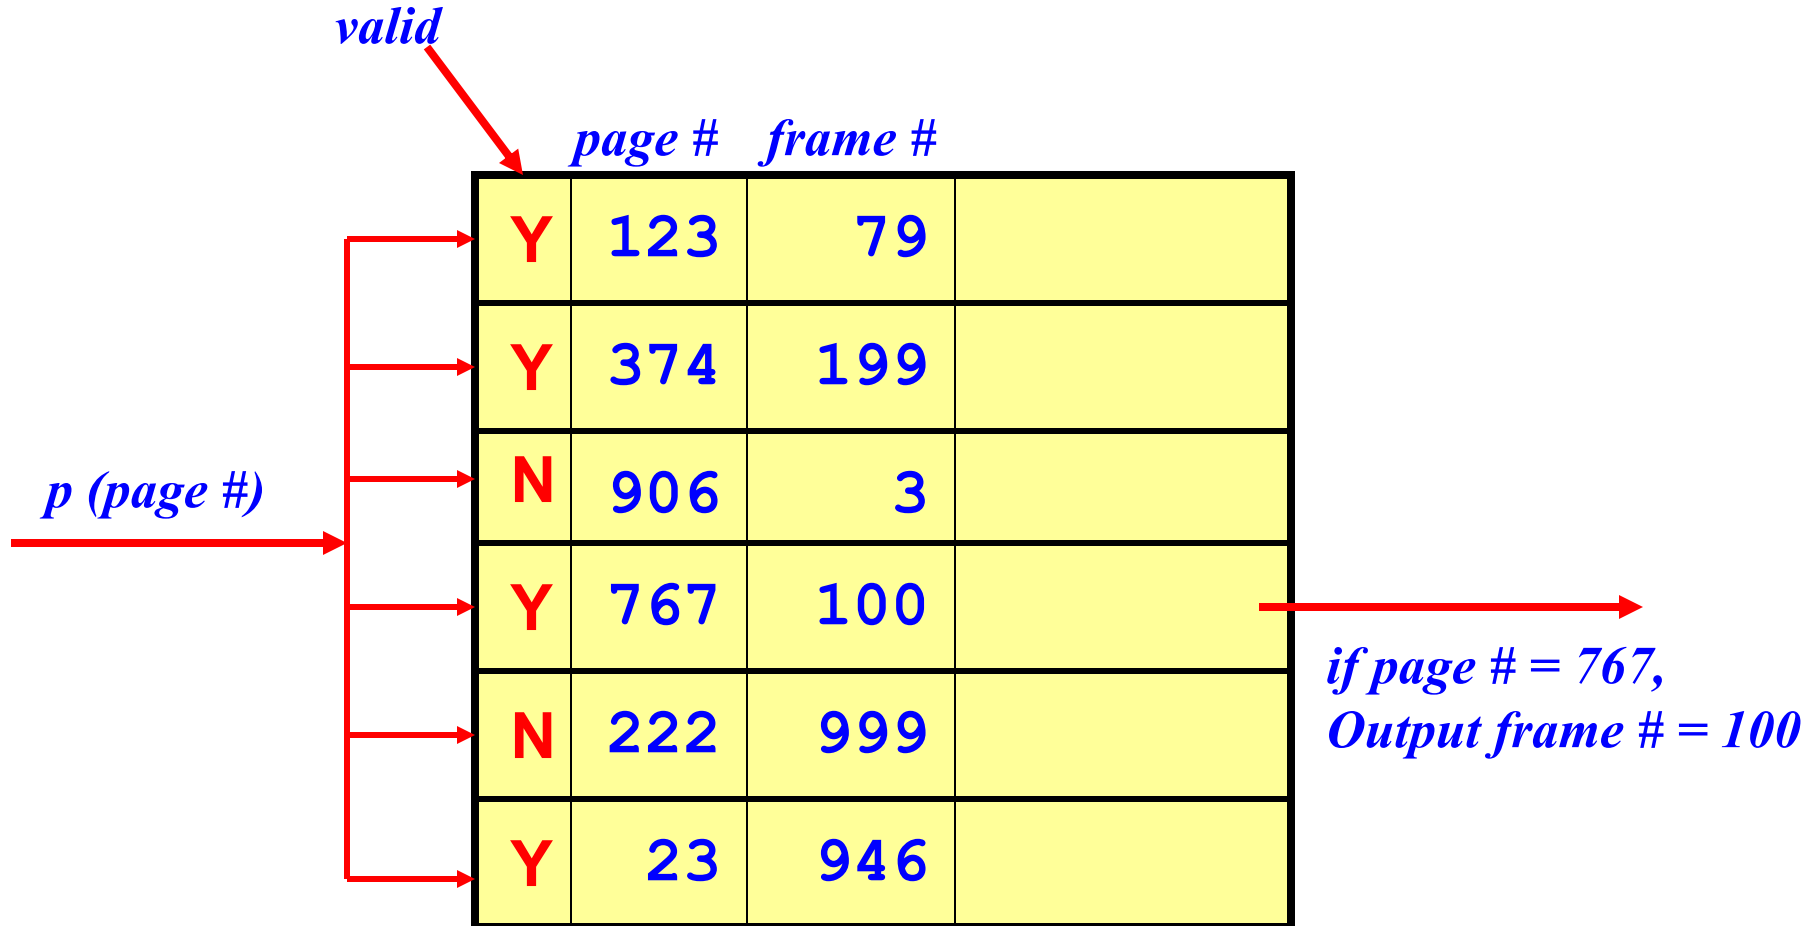 valid
page # frame #
Y 123 79
Y 374 199
N 906 3
p (page #)
Y 767 100
if page # = 767,
Output frame # = 100
N 222 999
Y 23 946